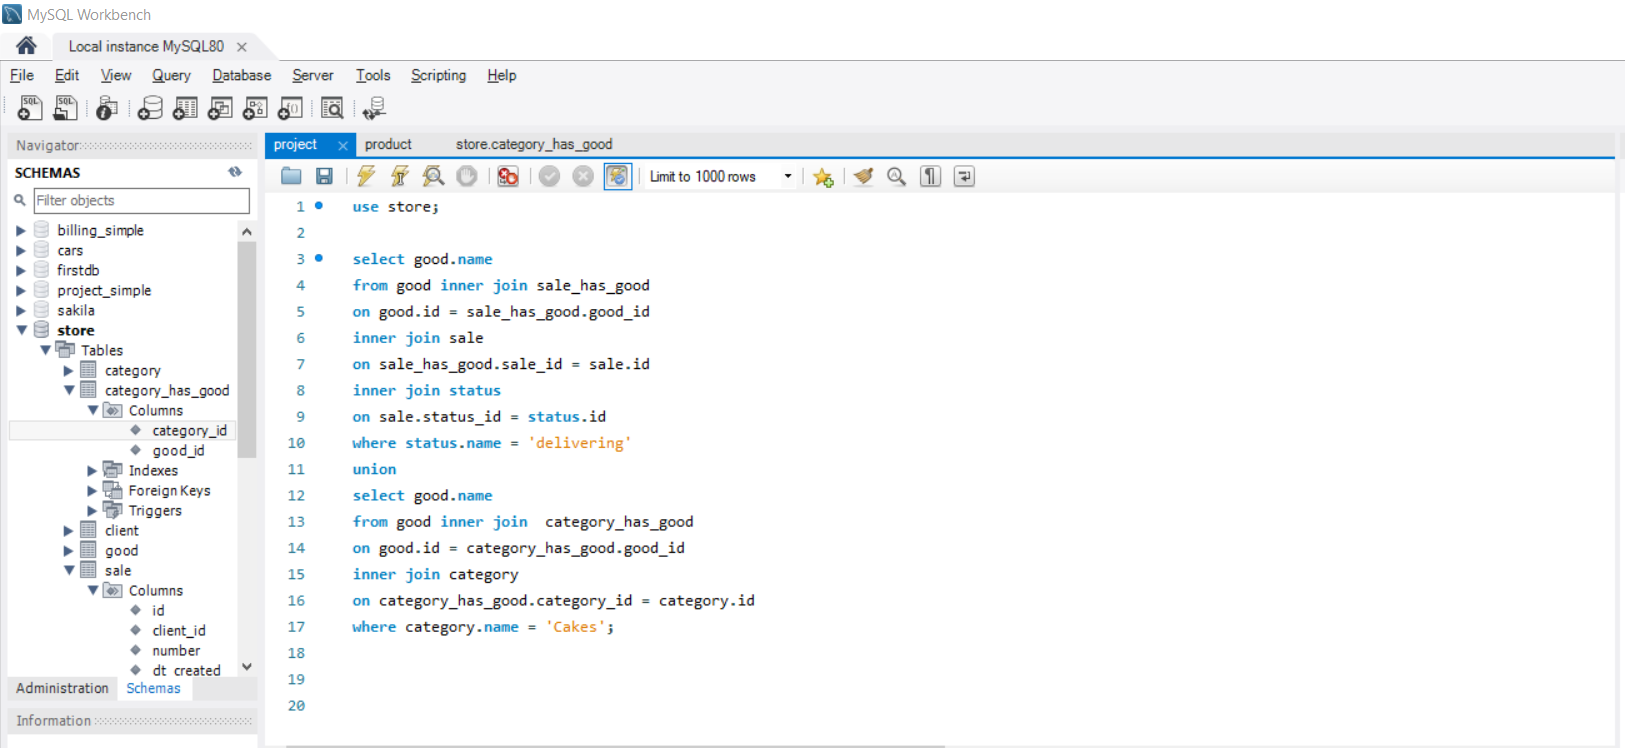 MySQL Workbench
Local instance MySQL80
File Edit View Query Database Server Tools Scripting Help
SQL SQL
Navigator
project product store.category_has_good
SCHEMAS
Limit to 1000 rows
Filter objects
billing_simple
cars
firstdb
project_simple
sakila
store
Tables
category
category_has_good
Columns
category_id
good_id
Indexes
Foreign Keys
Triggers
client
good
sale
Columns
id
client_id
number
dt_created
Administration Schemas
Information
1 use store;
2
3 select good.name
4 from good inner join sale_has_good
5 on good.id = sale_has_good.good_id
6 inner join sale
7 on sale_has_good.sale_id = sale.id
8 inner join status
9 on sale.status_id = status.id
10 where status.name = 'delivering'
11 union
12 select good.name
13 from good inner join  category_has_good
14 on good.id = category_has_good.good_id
15 inner join category
16 on category_has_good.category_id = category.id
17 where category.name = 'Cakes';
18
19
20